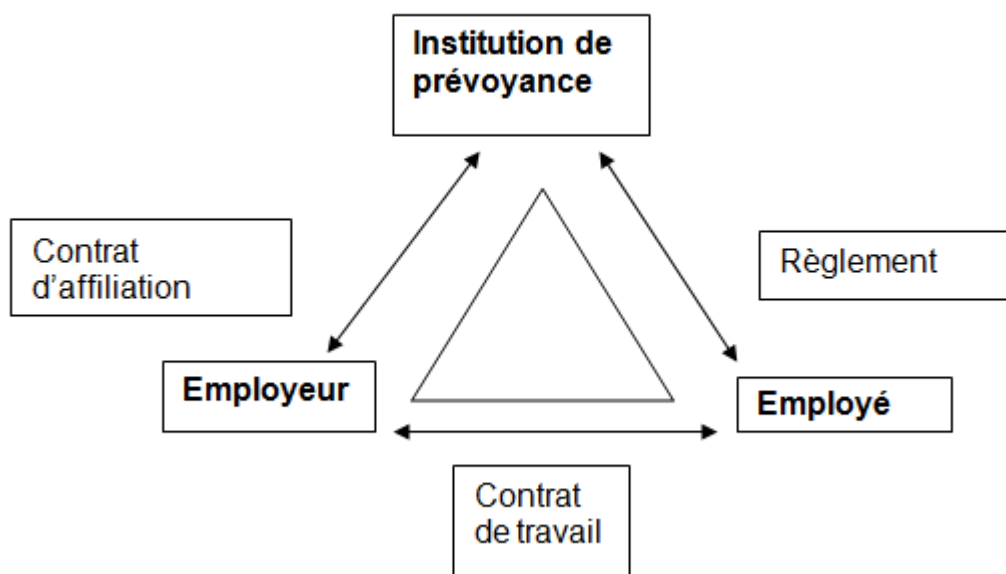 Institution de
prévoyance
Contrat
d’affiliation
Règlement
Employeur
Employé
Contrat
de travail